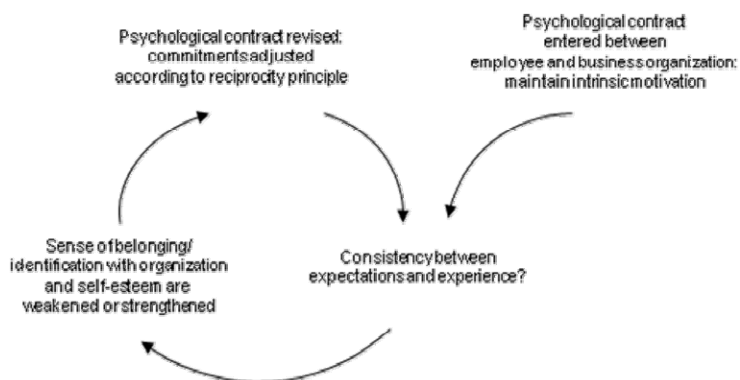 Psychological contract revised:
commitments adjusted
according to reciprocity principle
Psychological contract
entered between
employee and business organization:
maintain intrinsic motivation
Sense of belonging/
identification with organization
and self-esteem are
weakened or strengthened
Consistency between
expectations and experience?